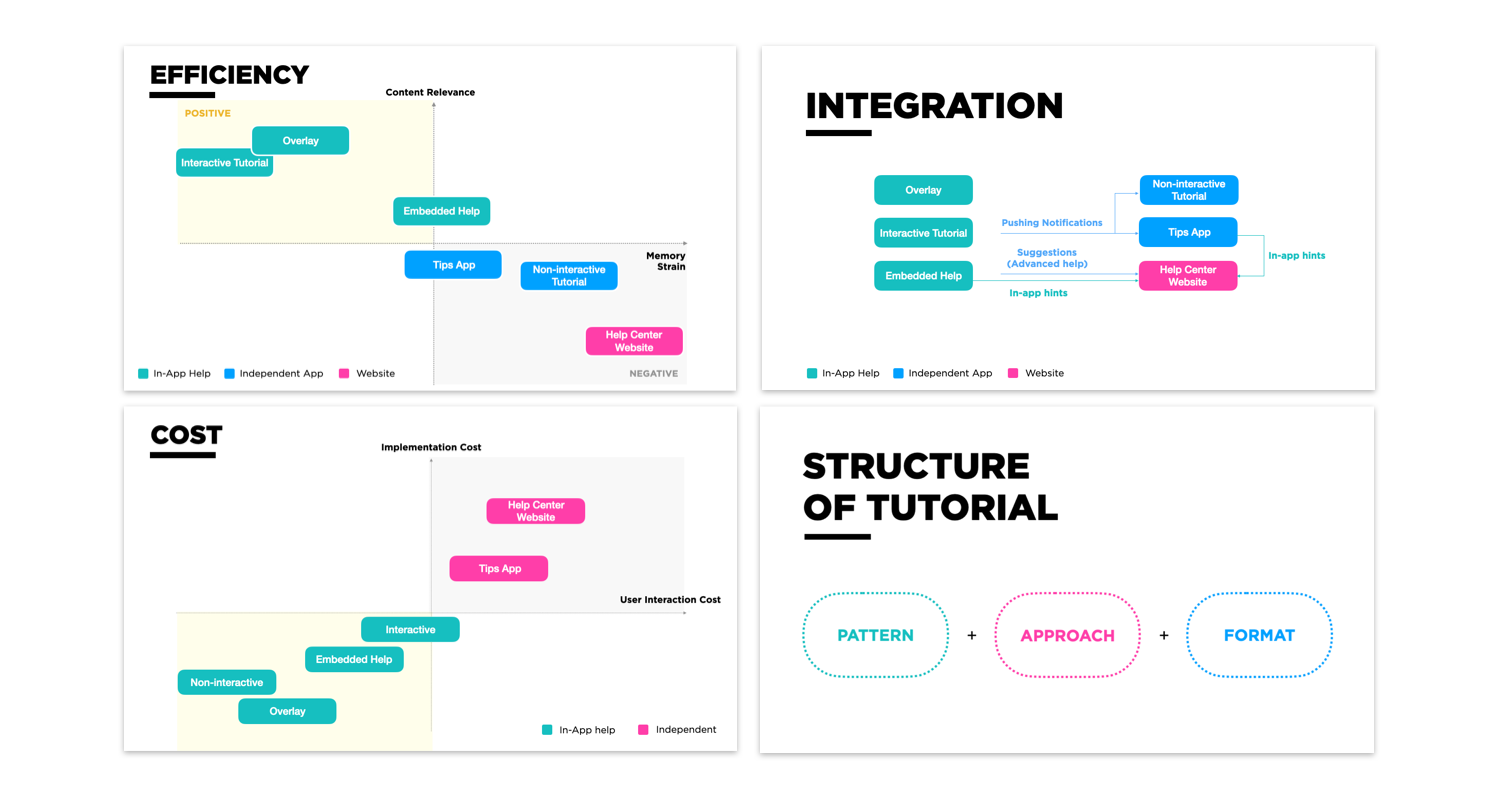 EFFICIENCY
Content Relevance
POSITIVE
Overlay
Interactive Tutorial
Embedded Help
Memory
Strain
Tips App
Non-interactive
Tutorial
Help Center
Website
NEGATIVE
In-App Help
Independent App
Website
INTEGRATION
Overlay
Non-interactive
Tutorial
Pushing Notifications
Interactive Tutorial
Tips App
Suggestions
(Advanced help)
In-app hints
Embedded Help
Help Center
Website
In-app hints
In-App Help
Independent App
Website
COST
Implementation Cost
Help Center
Website
Tips App
User Interaction Cost
Interactive
Embedded Help
Non-interactive
Overlay
In-App help
Independent
STRUCTURE
OF TUTORIAL
PATTERN + APPROACH + FORMAT